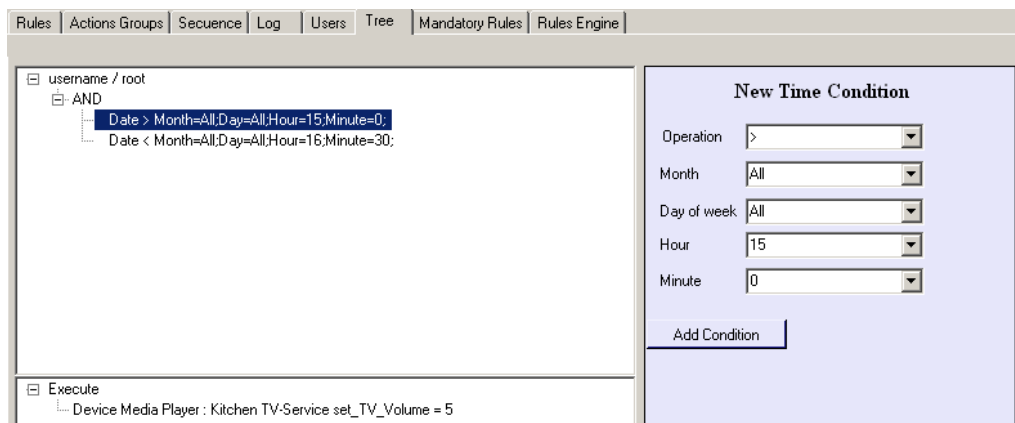 Rules Actions Groups Secuence Log Users Tree Mandatory Rules Rules Engine
username / root
AND
Date > Month=All;Day=All;Hour=15;Minute=0;
Date < Month=All;Day=All;Hour=16;Minute=30;
Execute
Device Media Player : Kitchen TV-Service set_TV_Volume = 5
New Time Condition
Operation >
Month All
Day of week All
Hour 15
Minute 0
Add Condition